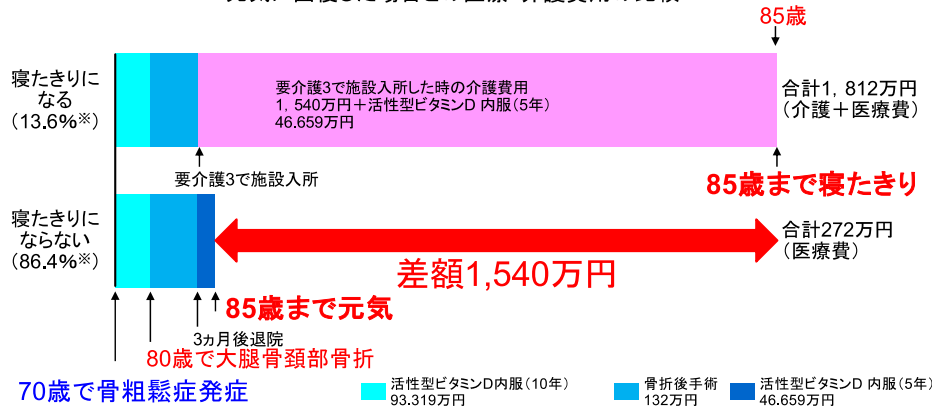 85歳
寝たきりに
なる
(13.6%※)
要介護3で施設入所した時の介護費用
1，540万円＋活性型ビタミンD 内服(5年)
46.659万円
合計1，812万円
(介護＋医療費)
要介護3で施設入所
85歳まで寝たきり
寝たきりに
ならない
(86.4%※)
合計272万円
(医療費)
差額1,540万円
85歳まで元気
3ヵ月後退院
80歳で大腿骨頚部骨折
70歳で骨粗鬆症発症
活性型ビタミンD内服(10年)
93.319万円
骨折後手術
132万円
活性型ビタミンD 内服(5年)
46.659万円